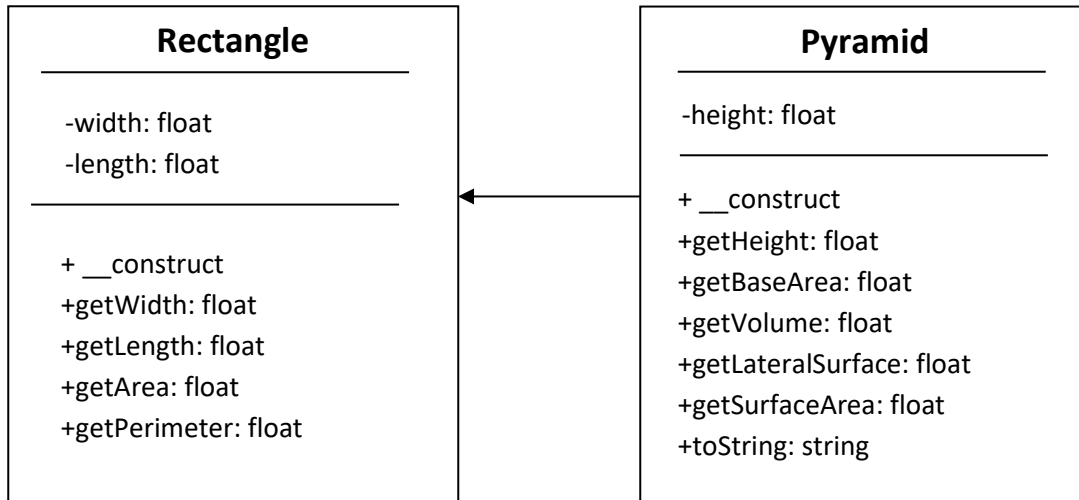 Rectangle
-width: float
-length: float
+ __construct
+getWidth: float
+getLength: float
+getArea: float
+getPerimeter: float
Pyramid
-height: float
+ __construct
+getHeight: float
+getBaseArea: float
+getVolume: float
+getLateralSurface: float
+getSurfaceArea: float
+toString: string